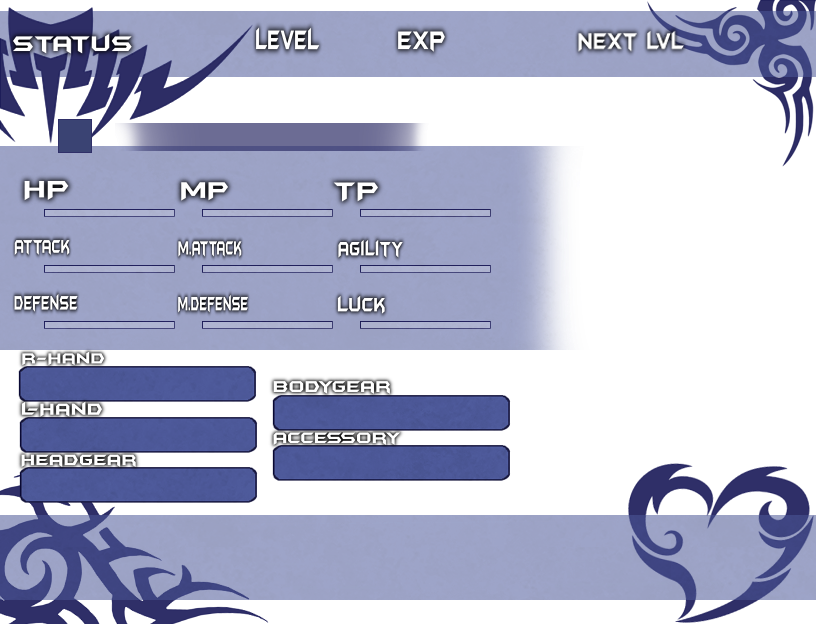 STATUS LEVEL EXP NEXT LVL
HP MP TP
ATTACK M.ATTACK AGILITY
DEFENSE M.DEFENSE LUCK
R-HAND
BODYGEAR
L-HAND
ACCESSORY
HEADGEAR